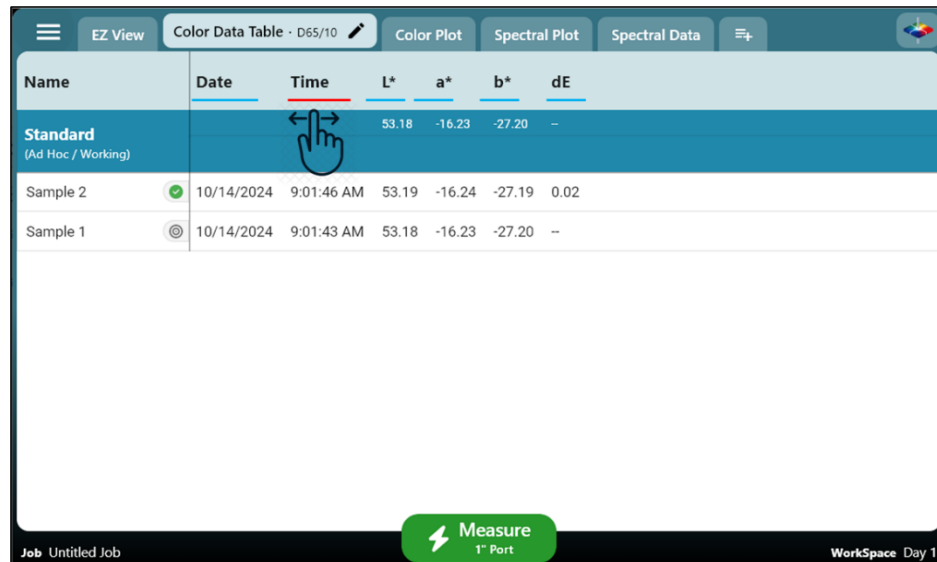 EZ View
Color Data Table · D65/10
Color Plot
Spectral Plot
Spectral Data
Name Date Time L* a* b* dE
Standard 53.18 -16.23 -27.20 --
(Ad Hoc / Working)
Sample 2 10/14/2024 9:01:46 AM 53.19 -16.24 -27.19 0.02
Sample 1 10/14/2024 9:01:43 AM 53.18 -16.23 -27.20 --
Measure
1" Port
Job Untitled Job
WorkSpace Day 1